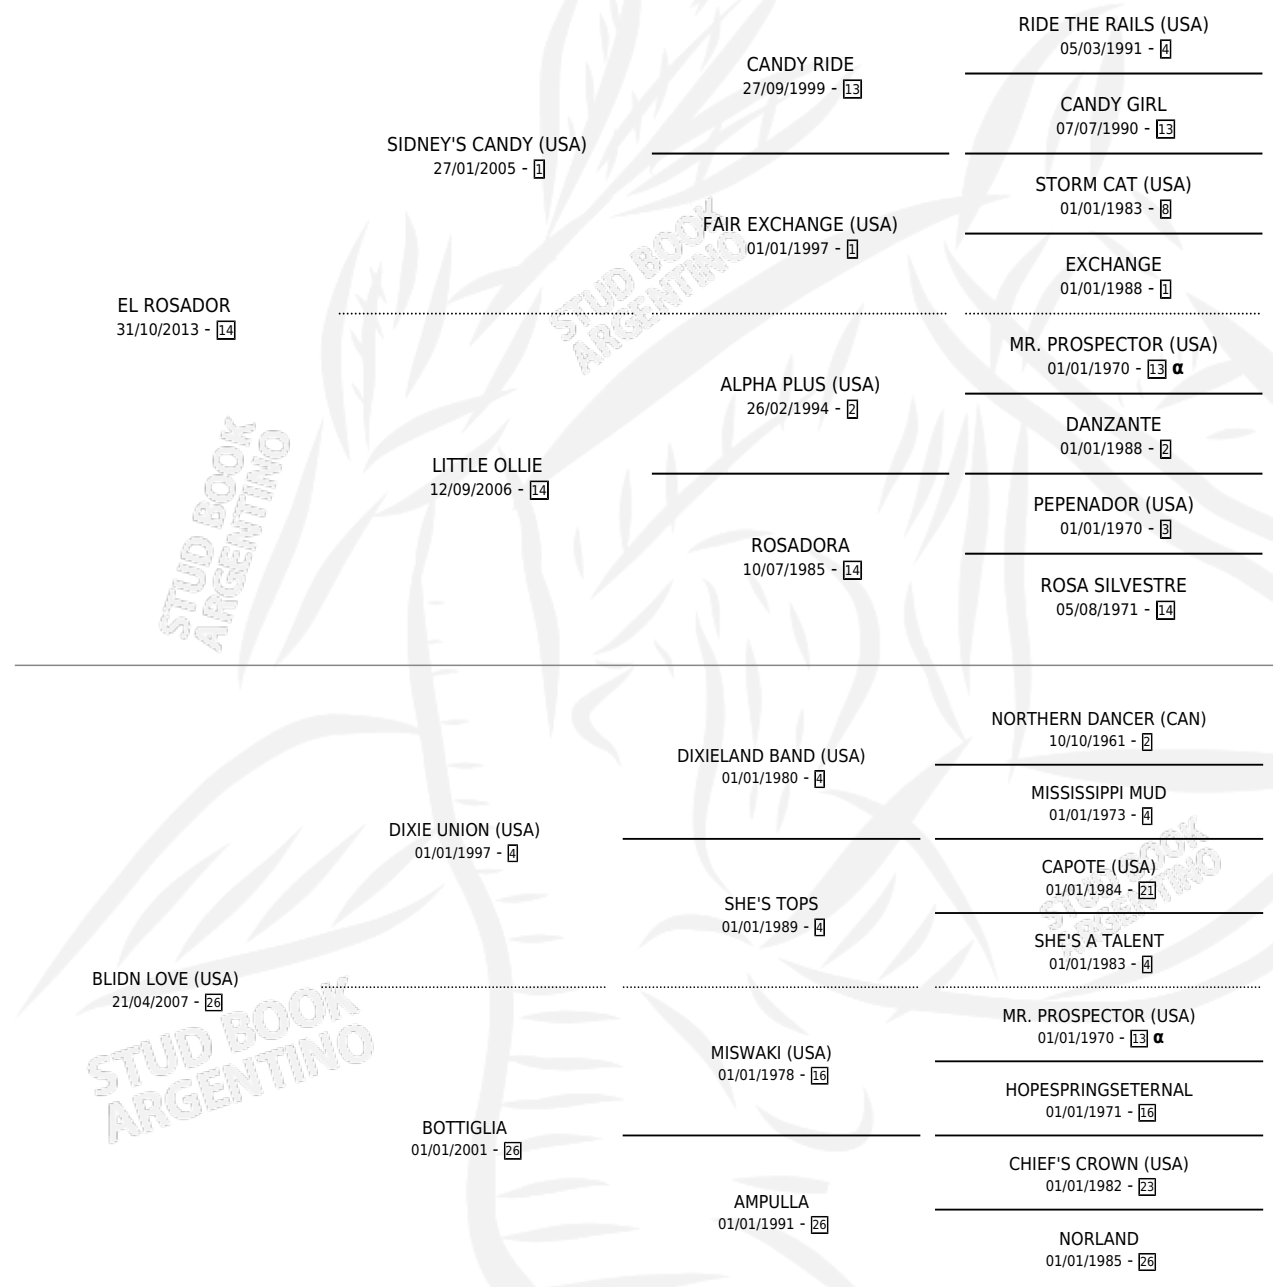 RIDE THE RAILS (USA)
05/03/1991 - 4
CANDY RIDE
27/09/1999 - 13
CANDY GIRL
07/07/1990 - 13
SIDNEY'S CANDY (USA)
27/01/2005 - 1
STORM CAT (USA)
01/01/1983 - 8
FAIR EXCHANGE (USA)
01/01/1997 - 1
EXCHANGE
01/01/1988 - 1
EL ROSADOR
31/10/2013 - 14
STUD BOOK
ARGENTINO
MR. PROSPECTOR (USA)
01/01/1970 - 13 α
ALPHA PLUS (USA)
26/02/1994 - 2
DANZANTE
01/01/1988 - 2
LITTLE OLLIE
12/09/2006 - 14
PEPENADOR (USA)
01/01/1970 - 3
ROSADORA
10/07/1985 - 14
ROSA SILVESTRE
05/08/1971 - 14
STUD BOOK
ARGENTINO
NORTHERN DANCER (CAN)
10/10/1961 - 2
DIXIELAND BAND (USA)
01/01/1980 - 4
MISSISSIPPI MUD
01/01/1973 - 4
DIXIE UNION (USA)
01/01/1997 - 4
CAPOTE (USA)
01/01/1984 - 21
SHE'S TOPS
01/01/1989 - 4
SHE'S A TALENT
01/01/1983 - 4
STUD BOOK
ARGENTINO
BLIDN LOVE (USA)
21/04/2007 - 26
STUD BOOK
ARGENTINO
MR. PROSPECTOR (USA)
01/01/1970 - 13 α
MISWAKI (USA)
01/01/1978 - 16
HOPESPRINGSETERNAL
01/01/1971 - 16
BOTTIGLIA
01/01/2001 - 26
CHIEF'S CROWN (USA)
01/01/1982 - 23
AMPULLA
01/01/1991 - 26
NORLAND
01/01/1985 - 26